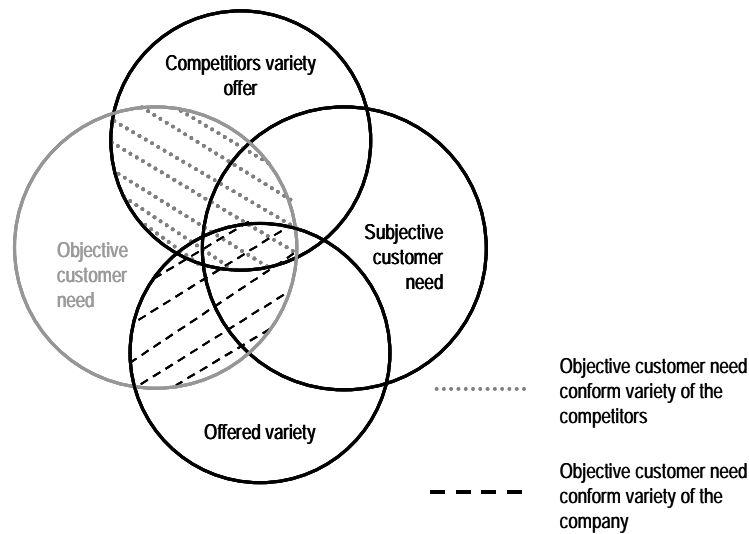 Competitiors variety
offer
Objective
customer
need
Subjective
customer
need
Offered variety
Objective customer need
conform variety of the
competitors
Objective customer need
conform variety of the
company